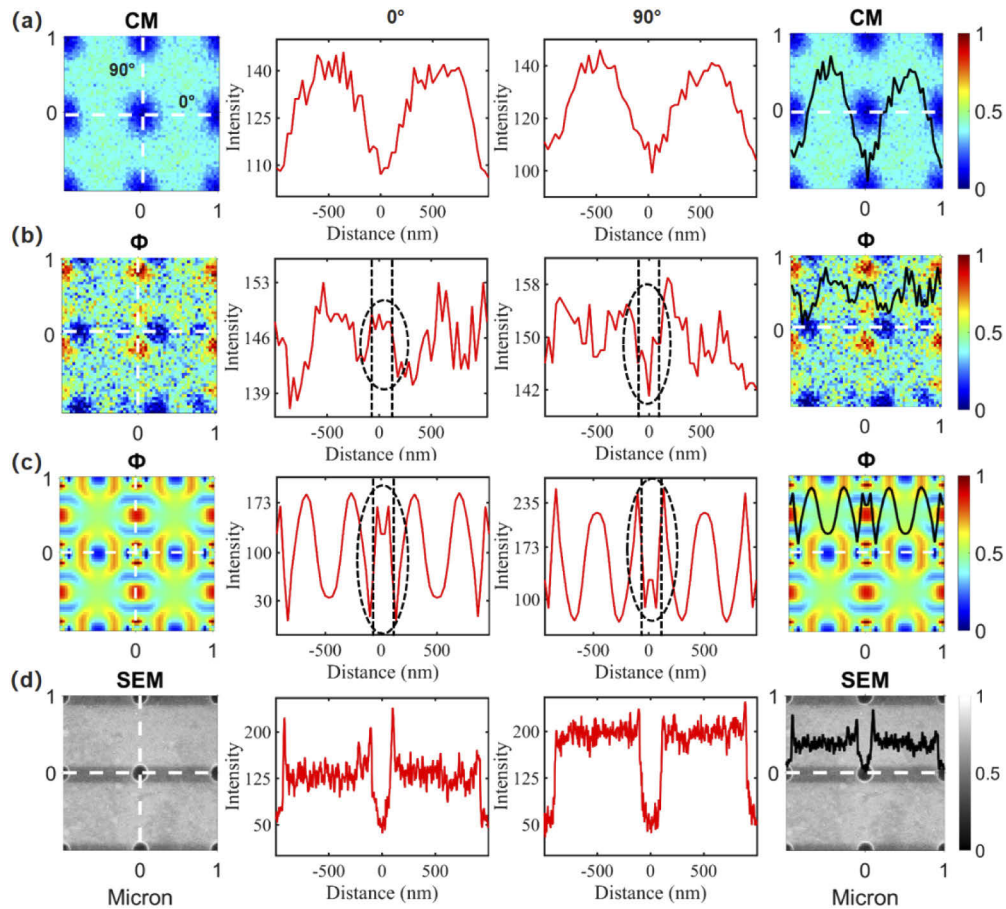 (a) CM 0° 90° CM
1 140 140 1 1
90° Intensity 125 Intensity 120 0.5
0 0° 110 100 0 0
0 1 -500 0 500 -500 0 500 0 1
Distance (nm) Distance (nm)
(b) Φ Φ
1 153 158 1 1
0 Intensity 146 Intensity 150 0 0.5
139 142 0
0 1 -500 0 500 -500 0 500 0 1
Distance (nm) Distance (nm)
(c) Φ Φ
1 173 235 1 1
0 Intensity 100 Intensity 173 0 0.5
30 100 0
0 1 -500 0 500 -500 0 500 0 1
Distance (nm) Distance (nm)
(d) SEM SEM
1 200 200 1 1
0 Intensity 125 Intensity 125 0 0.5
50 50 0
0 1 -500 0 500 -500 0 500 0 1
Micron Distance (nm) Distance (nm) Micron